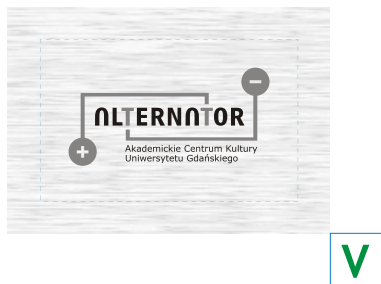 ALTERNATOR
Akademickie Centrum Kultury
Uniwersytetu Gdańskiego
V